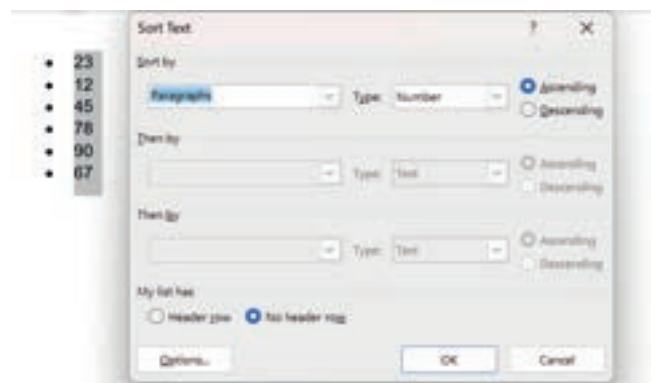 Sort Text ? ×
• 23
• 12
• 45
• 78
• 90
• 67
Sort by
Paragraphs Type: Number Ascending
Descending
Then by
Type: Text Ascending
Descending
Then by
Type: Text Ascending
Descending
My list has
Header row No header row
Options... OK Cancel